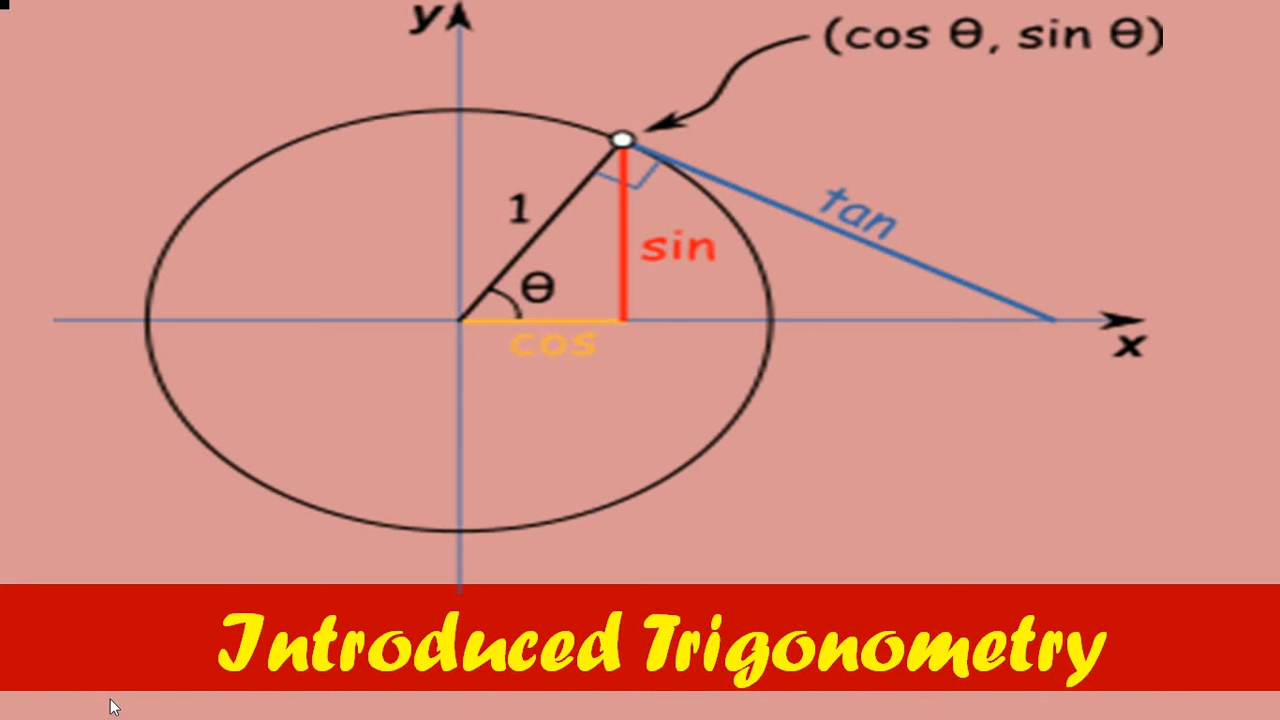 y
(cos θ, sin θ)
1
tan
sin
θ
cos
x
Introduced Trigonometry